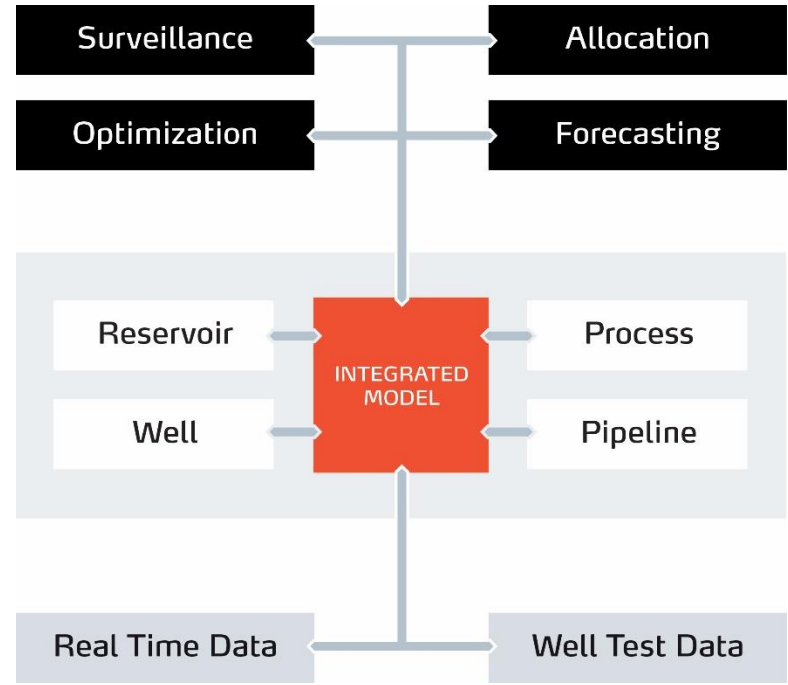 Surveillance
Allocation
Optimization
Forecasting
Reservoir
Process
INTEGRATED
MODEL
Well
Pipeline
Real Time Data
Well Test Data